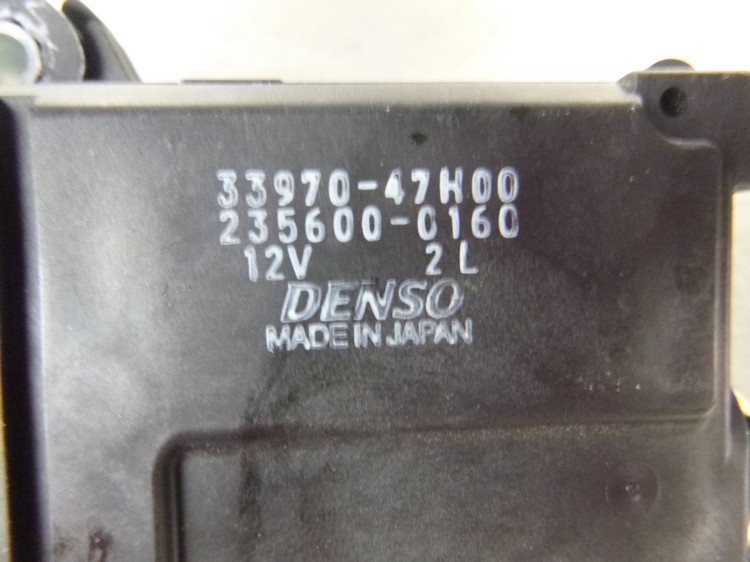 33970-47H00
235600-0160
12V 2L
DENSO
MADE IN JAPAN